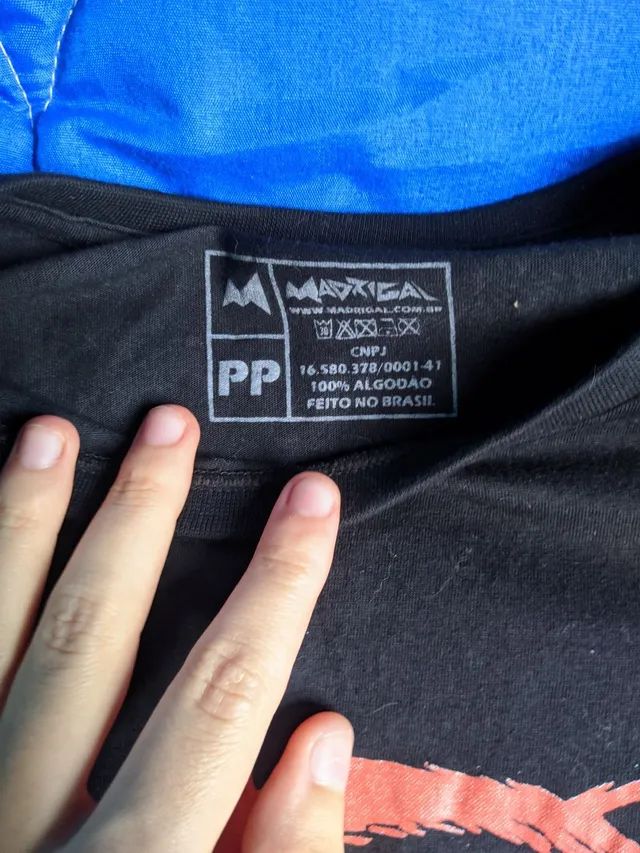 MADRIGAL
WWW.MADRIGAL.COM.BR
CNPJ
16.580.378/0001-41
PP
100% ALGODÃO
FEITO NO BRASIL